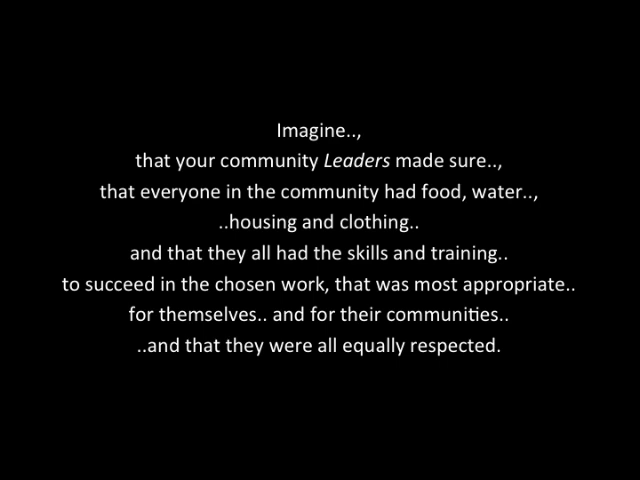 Imagine..,
that your community Leaders made sure..,
that everyone in the community had food, water..,
..housing and clothing..
and that they all had the skills and training..
to succeed in the chosen work, that was most appropriate..
for themselves.. and for their communities..
..and that they were all equally respected.